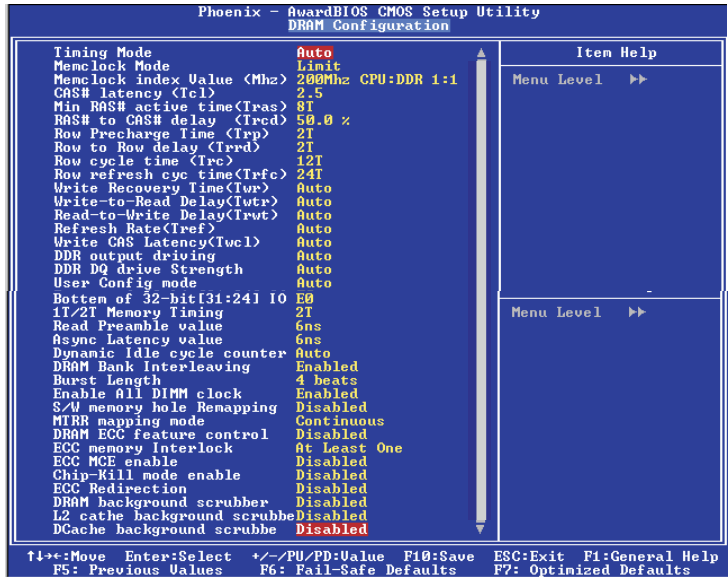 Phoenix - AwardBIOS CMOS Setup Utility
DRAM Configuration
Timing Mode Auto
Memclock Mode Limit
Memclock index Value (Mhz) 200Mhz CPU:DDR 1:1
CAS# latency (Tcl) 2.5
Min RAS# active time(Tras) 8T
RAS# to CAS# delay (Trcd) 50.0 %
Row Precharge Time (Trp) 2T
Row to Row delay (Trrd) 2T
Row cycle time (Trc) 12T
Row refresh cyc time(Trfc) 24T
Write Recovery Time(Twr) Auto
Write-to-Read Delay(Twtr) Auto
Read-to-Write Delay(Trwt) Auto
Refresh Rate(Tref) Auto
Write CAS Latency(Twcl) Auto
DDR output driving Auto
DDR DQ drive Strength Auto
User Config mode Auto
Bottem of 32-bit[31:24] IO E0
1T/2T Memory Timing 2T
Read Preamble value 6ns
Async Latency value 6ns
Dynamic Idle cycle counter Auto
DRAM Bank Interleaving Enabled
Burst Length 4 beats
Enable All DIMM clock Enabled
S/W memory hole Remapping Disabled
MTRR mapping mode Continuous
DRAM ECC feature control Disabled
ECC memory Interlock At Least One
ECC MCE enable Disabled
Chip-Kill mode enable Disabled
ECC Redirection Disabled
DRAM background scrubber Disabled
L2 cathe background scrubbeDisabled
DCache background scrubbe Disabled
Item Help
Menu Level ▶▶
Menu Level ▶▶
↑↓→←:Move Enter:Select +/-/PU/PD:Value F10:Save ESC:Exit F1:General Help
F5: Previous Values F6: Fail-Safe Defaults F7: Optimized Defaults